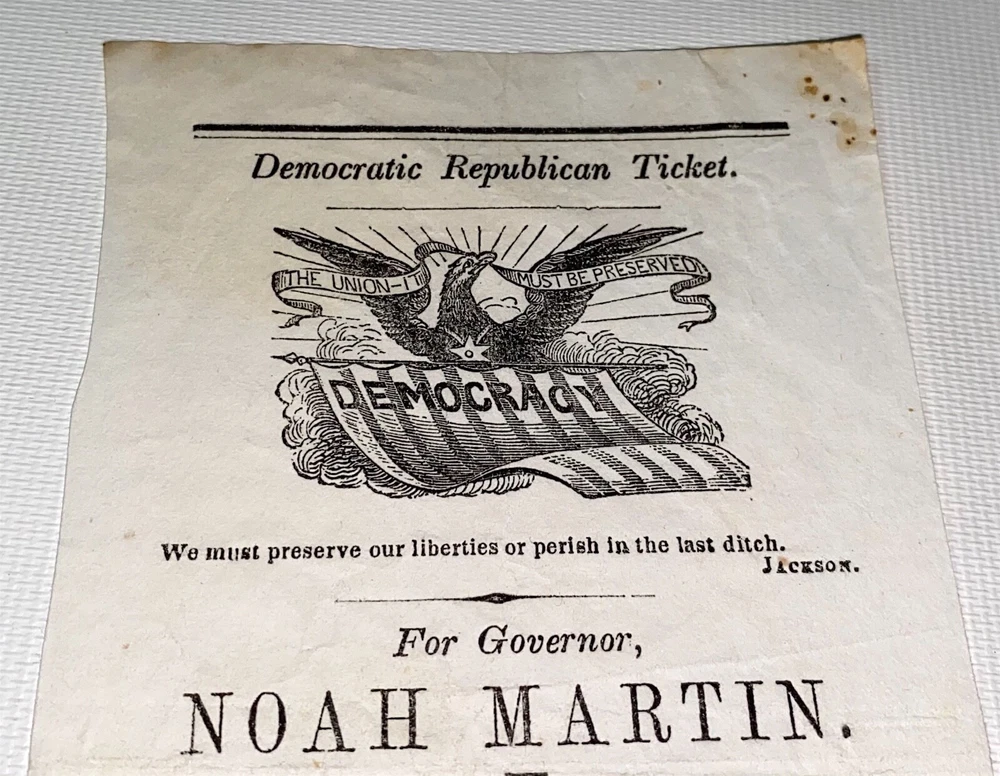 Democratic Republican Ticket.
THE UNION-IT MUST BE PRESERVED!
DEMOCRACY
We must preserve our liberties or perish in the last ditch.
JACKSON.
For Governor,
NOAH MARTIN.